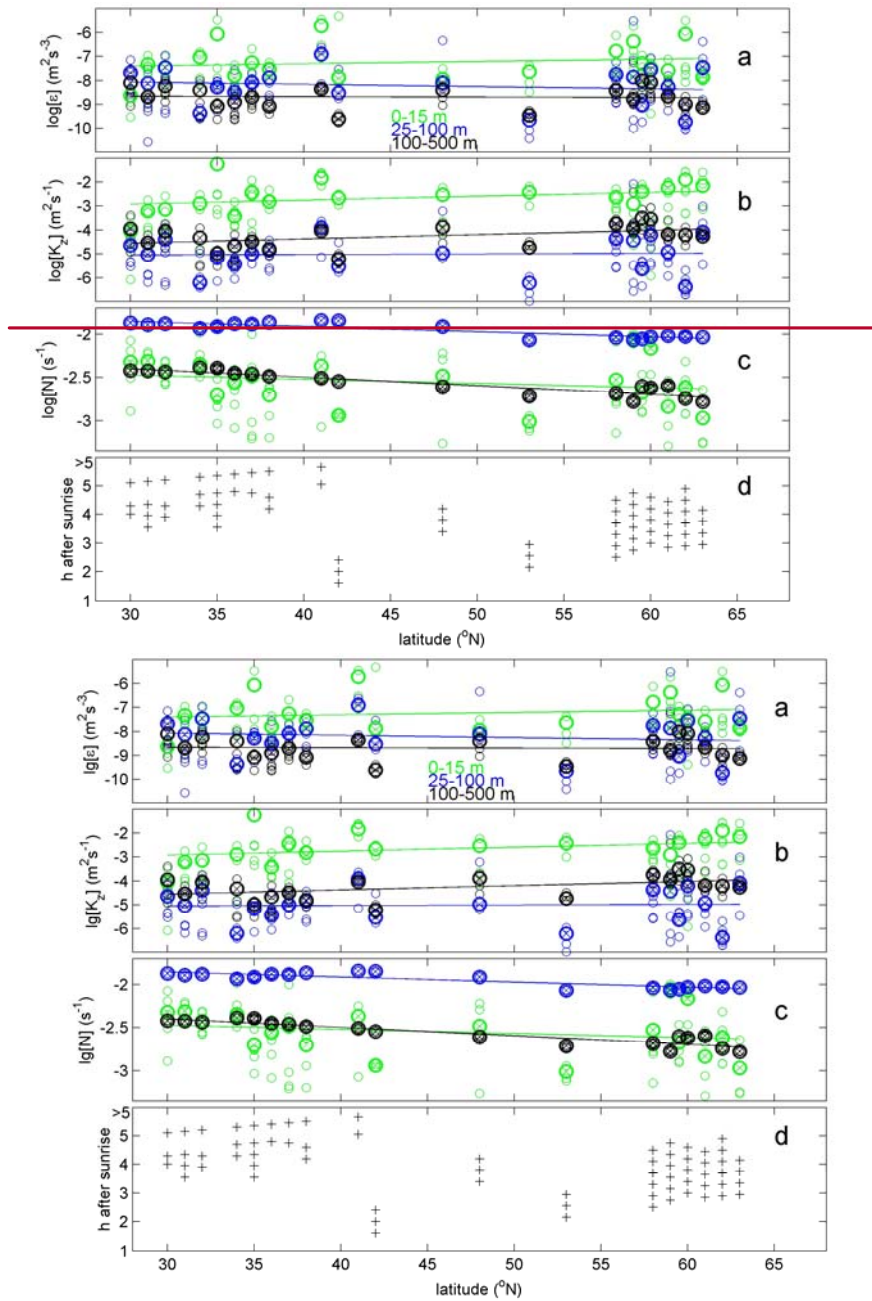 -6
-7
-8
-9
-10
log[ε] (m²s⁻³)
a
0-15 m
25-100 m
100-500 m
-2
-3
-4
-5
-6
log[K_z] (m²s⁻¹)
b
-2
-2.5
-3
log[N] (s⁻¹)
c
>5
5
4
3
2
1
h after sunrise
d
30 35 40 45 50 55 60 65
latitude (°N)
-6
-7
-8
-9
-10
lg[ε] (m²s⁻³)
a
0-15 m
25-100 m
100-500 m
-2
-3
-4
-5
-6
lg[K_z] (m²s⁻¹)
b
-2
-2.5
-3
lg[N] (s⁻¹)
c
>5
5
4
3
2
1
h after sunrise
d
30 35 40 45 50 55 60 65
latitude (°N)